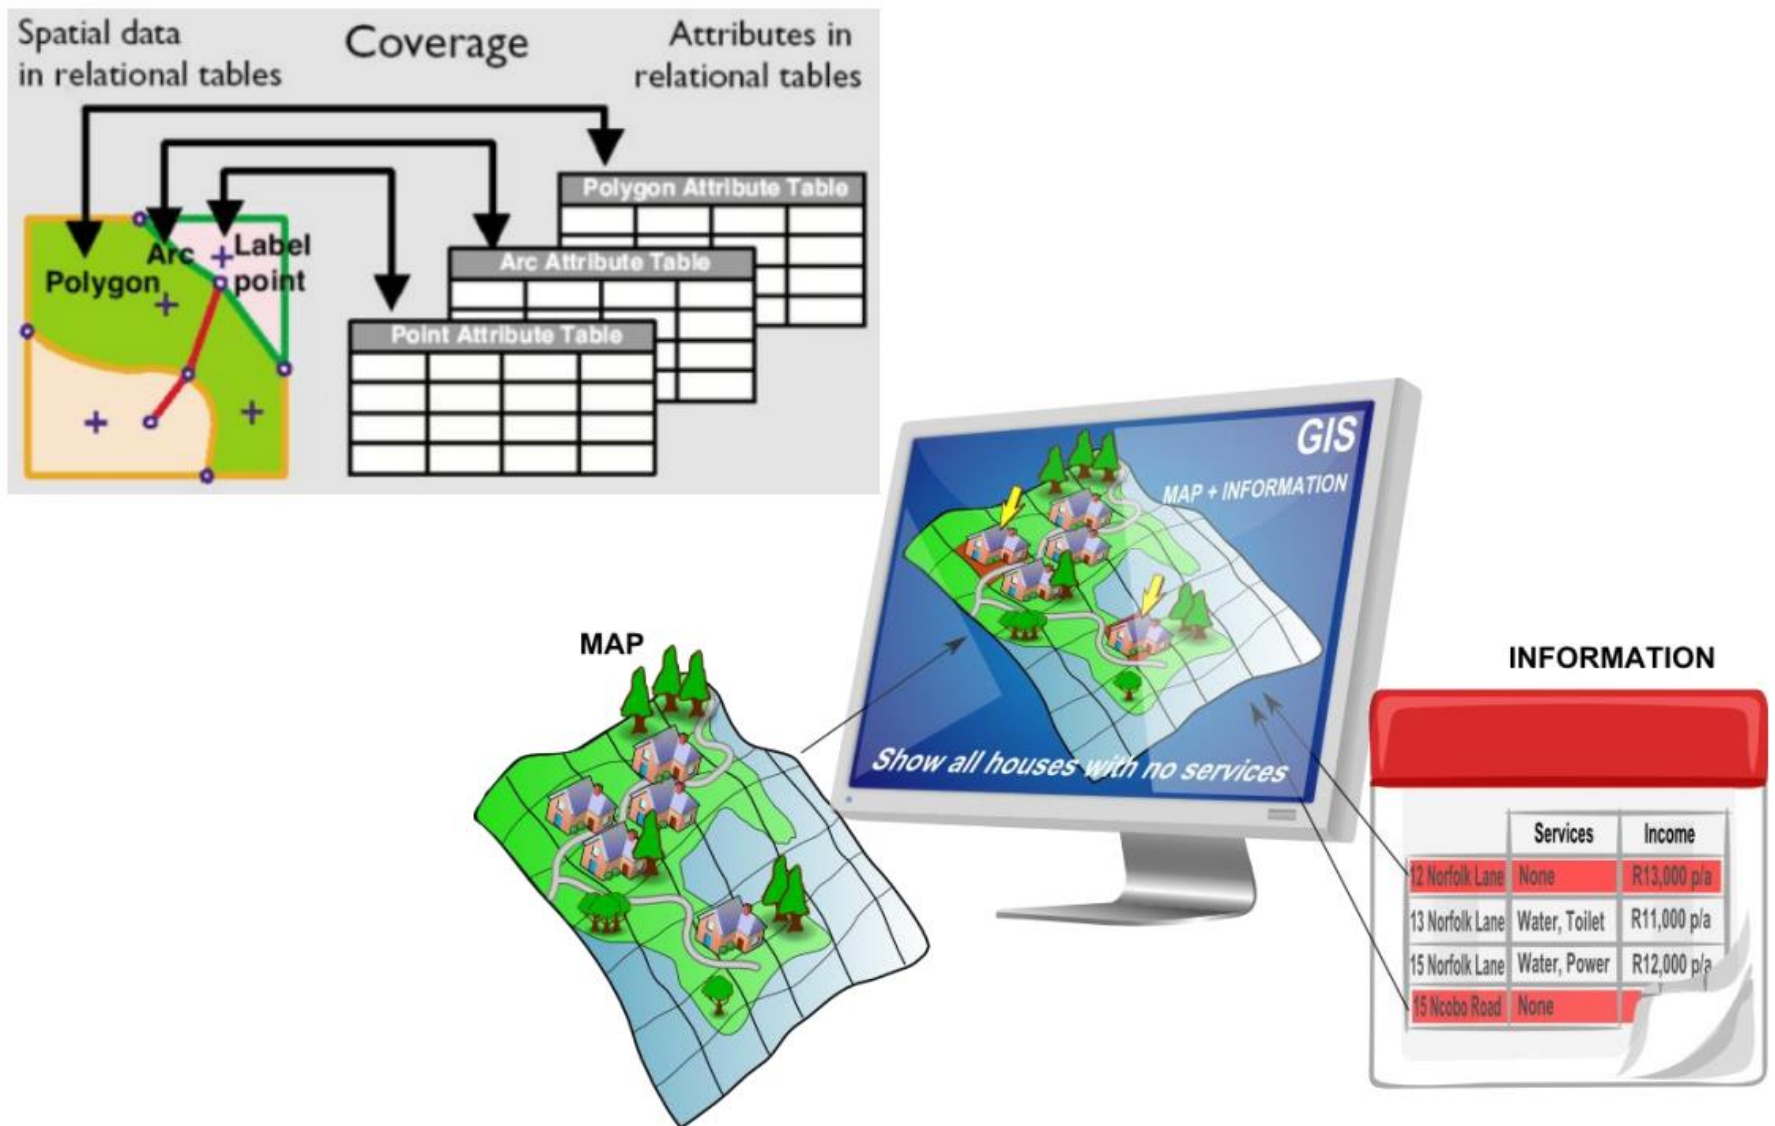 Spatial data
in relational tables
Coverage
Attributes in
relational tables
Polygon Attribute Table
Arc Attribute Table
Point Attribute Table
Arc
Label
point
Polygon
GIS
MAP + INFORMATION
Show all houses with no services
MAP
INFORMATION
Services Income
12 Norfolk Lane None R13,000 p/a
13 Norfolk Lane Water, Toilet R11,000 p/a
15 Norfolk Lane Water, Power R12,000 p/a
15 Ncobo Road None